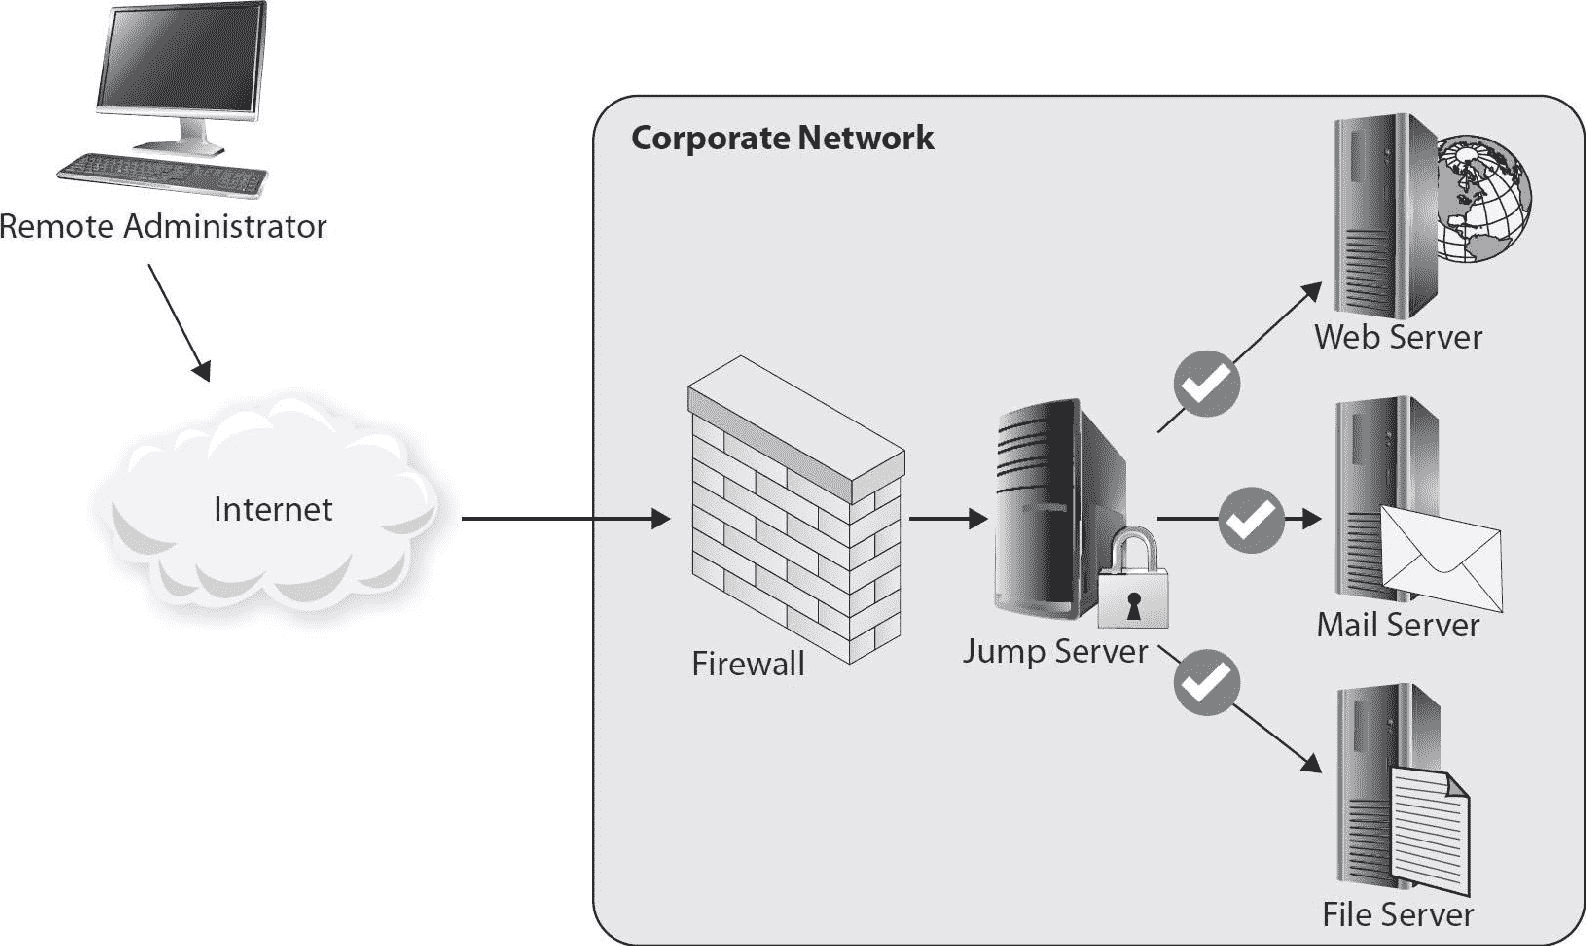 Remote Administrator
Internet
Corporate Network
Firewall
Jump Server
Web Server
Mail Server
File Server